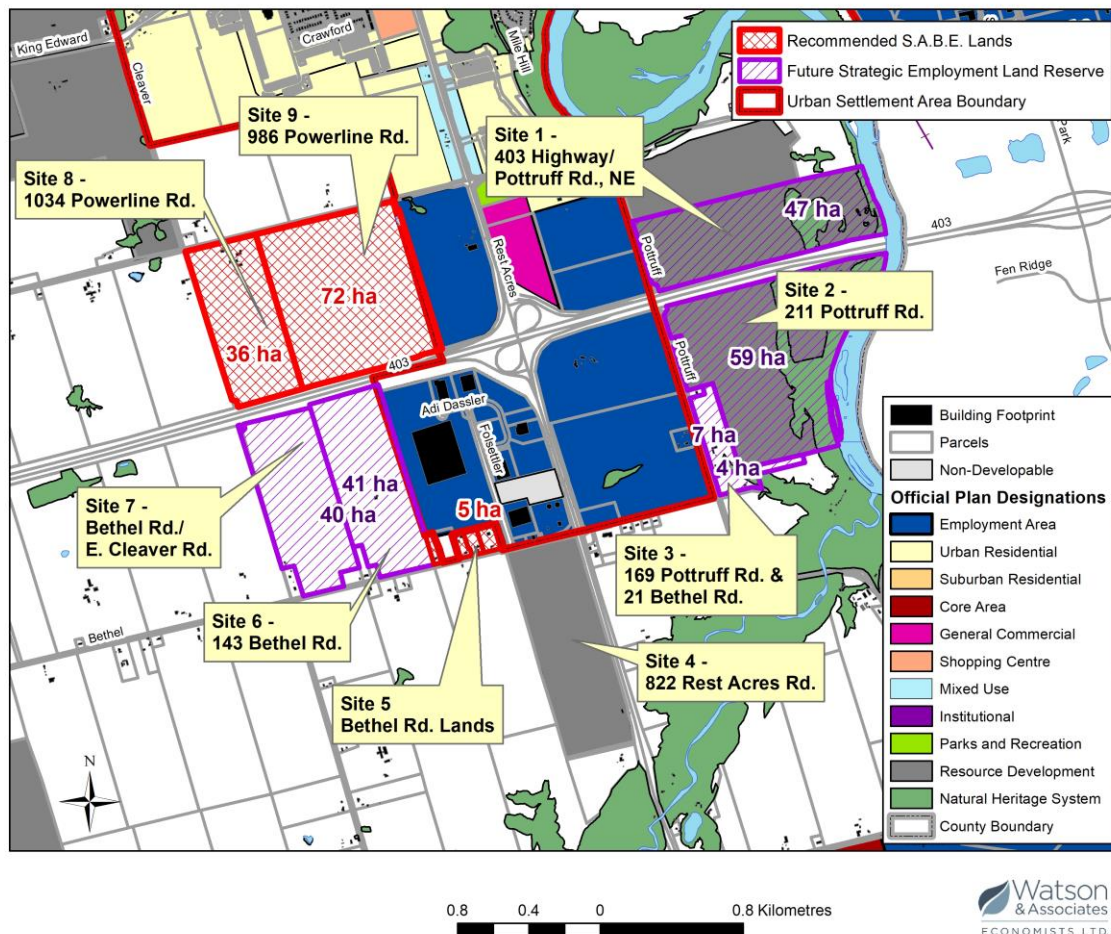 King Edward
Cleaver
Crawford
Mile Hill
Park
Recommended S.A.B.E. Lands
Future Strategic Employment Land Reserve
Urban Settlement Area Boundary
Site 9 -
986 Powerline Rd.
Site 1 -
403 Highway/
Pottruff Rd., NE
Site 8 -
1034 Powerline Rd.
47 ha
403
Rest Acres
Pottruff
Fen Ridge
72 ha
Site 2 -
211 Pottruff Rd.
36 ha
403
59 ha
Pottruff
Adi Dassler
Folsettler
7 ha
4 ha
41 ha
40 ha
5 ha
Site 7 -
Bethel Rd./
E. Cleaver Rd.
Site 3 -
169 Pottruff Rd. &
21 Bethel Rd.
Site 6 -
143 Bethel Rd.
Bethel
Site 4 -
822 Rest Acres Rd.
Site 5
Bethel Rd. Lands
N
Building Footprint
Parcels
Non-Developable
Official Plan Designations
Employment Area
Urban Residential
Suburban Residential
Core Area
General Commercial
Shopping Centre
Mixed Use
Institutional
Parks and Recreation
Resource Development
Natural Heritage System
County Boundary
0.8 0.4 0 0.8 Kilometres
Watson
& Associates
ECONOMISTS LTD.